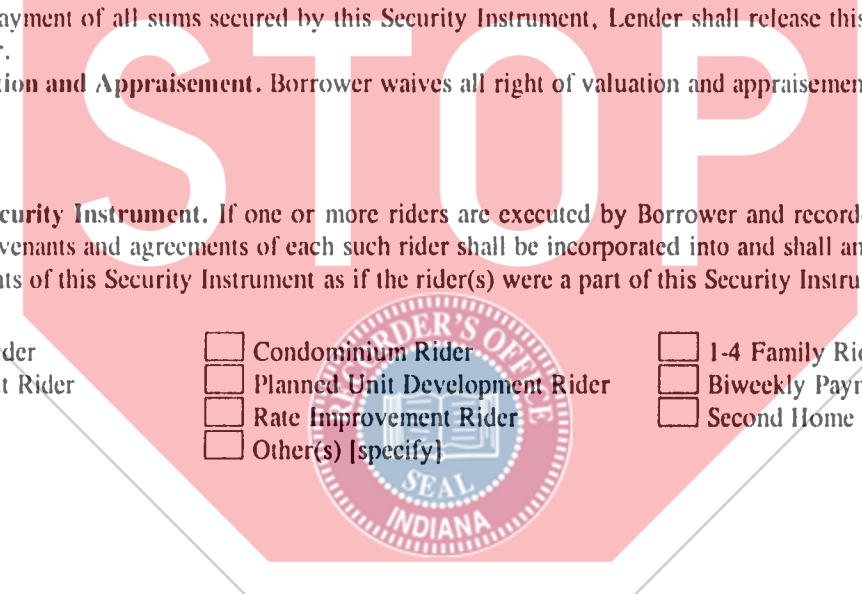 STOP
ayment of all sums secured by this Security Instrument, Lender shall release this
r.
tion and Appraisement. Borrower waives all right of valuation and appraisemen
curity Instrument. If one or more riders are executed by Borrower and record
venants and agreements of each such rider shall be incorporated into and shall an
nts of this Security Instrument as if the rider(s) were a part of this Security Instru
der Condominium Rider 1-4 Family Ri
t Rider Planned Unit Development Rider Biweekly Payn
Rate Improvement Rider Second Home
Other(s) [specify]
RECORDER'S OFFICE
SEAL
INDIANA